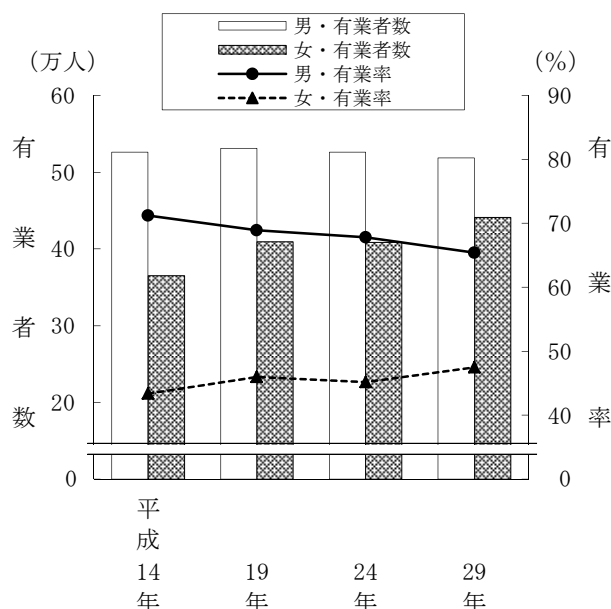 男・有業者数
女・有業者数
男・有業率
女・有業率
(万人)
(%)
60
50
40
30
20
0
有業者数
90
80
70
60
50
40
0
有業率
平成
14
年
19
年
24
年
29
年